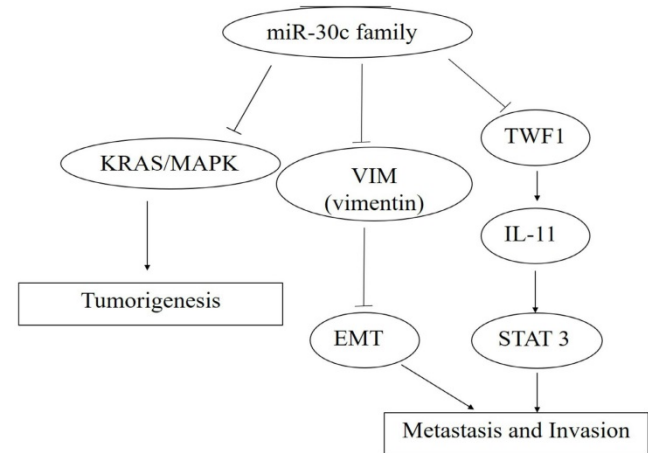 miR-30c family
TWF1
KRAS/MAPK
VIM
(vimentin)
IL-11
Tumorigenesis
EMT
STAT 3
Metastasis and Invasion